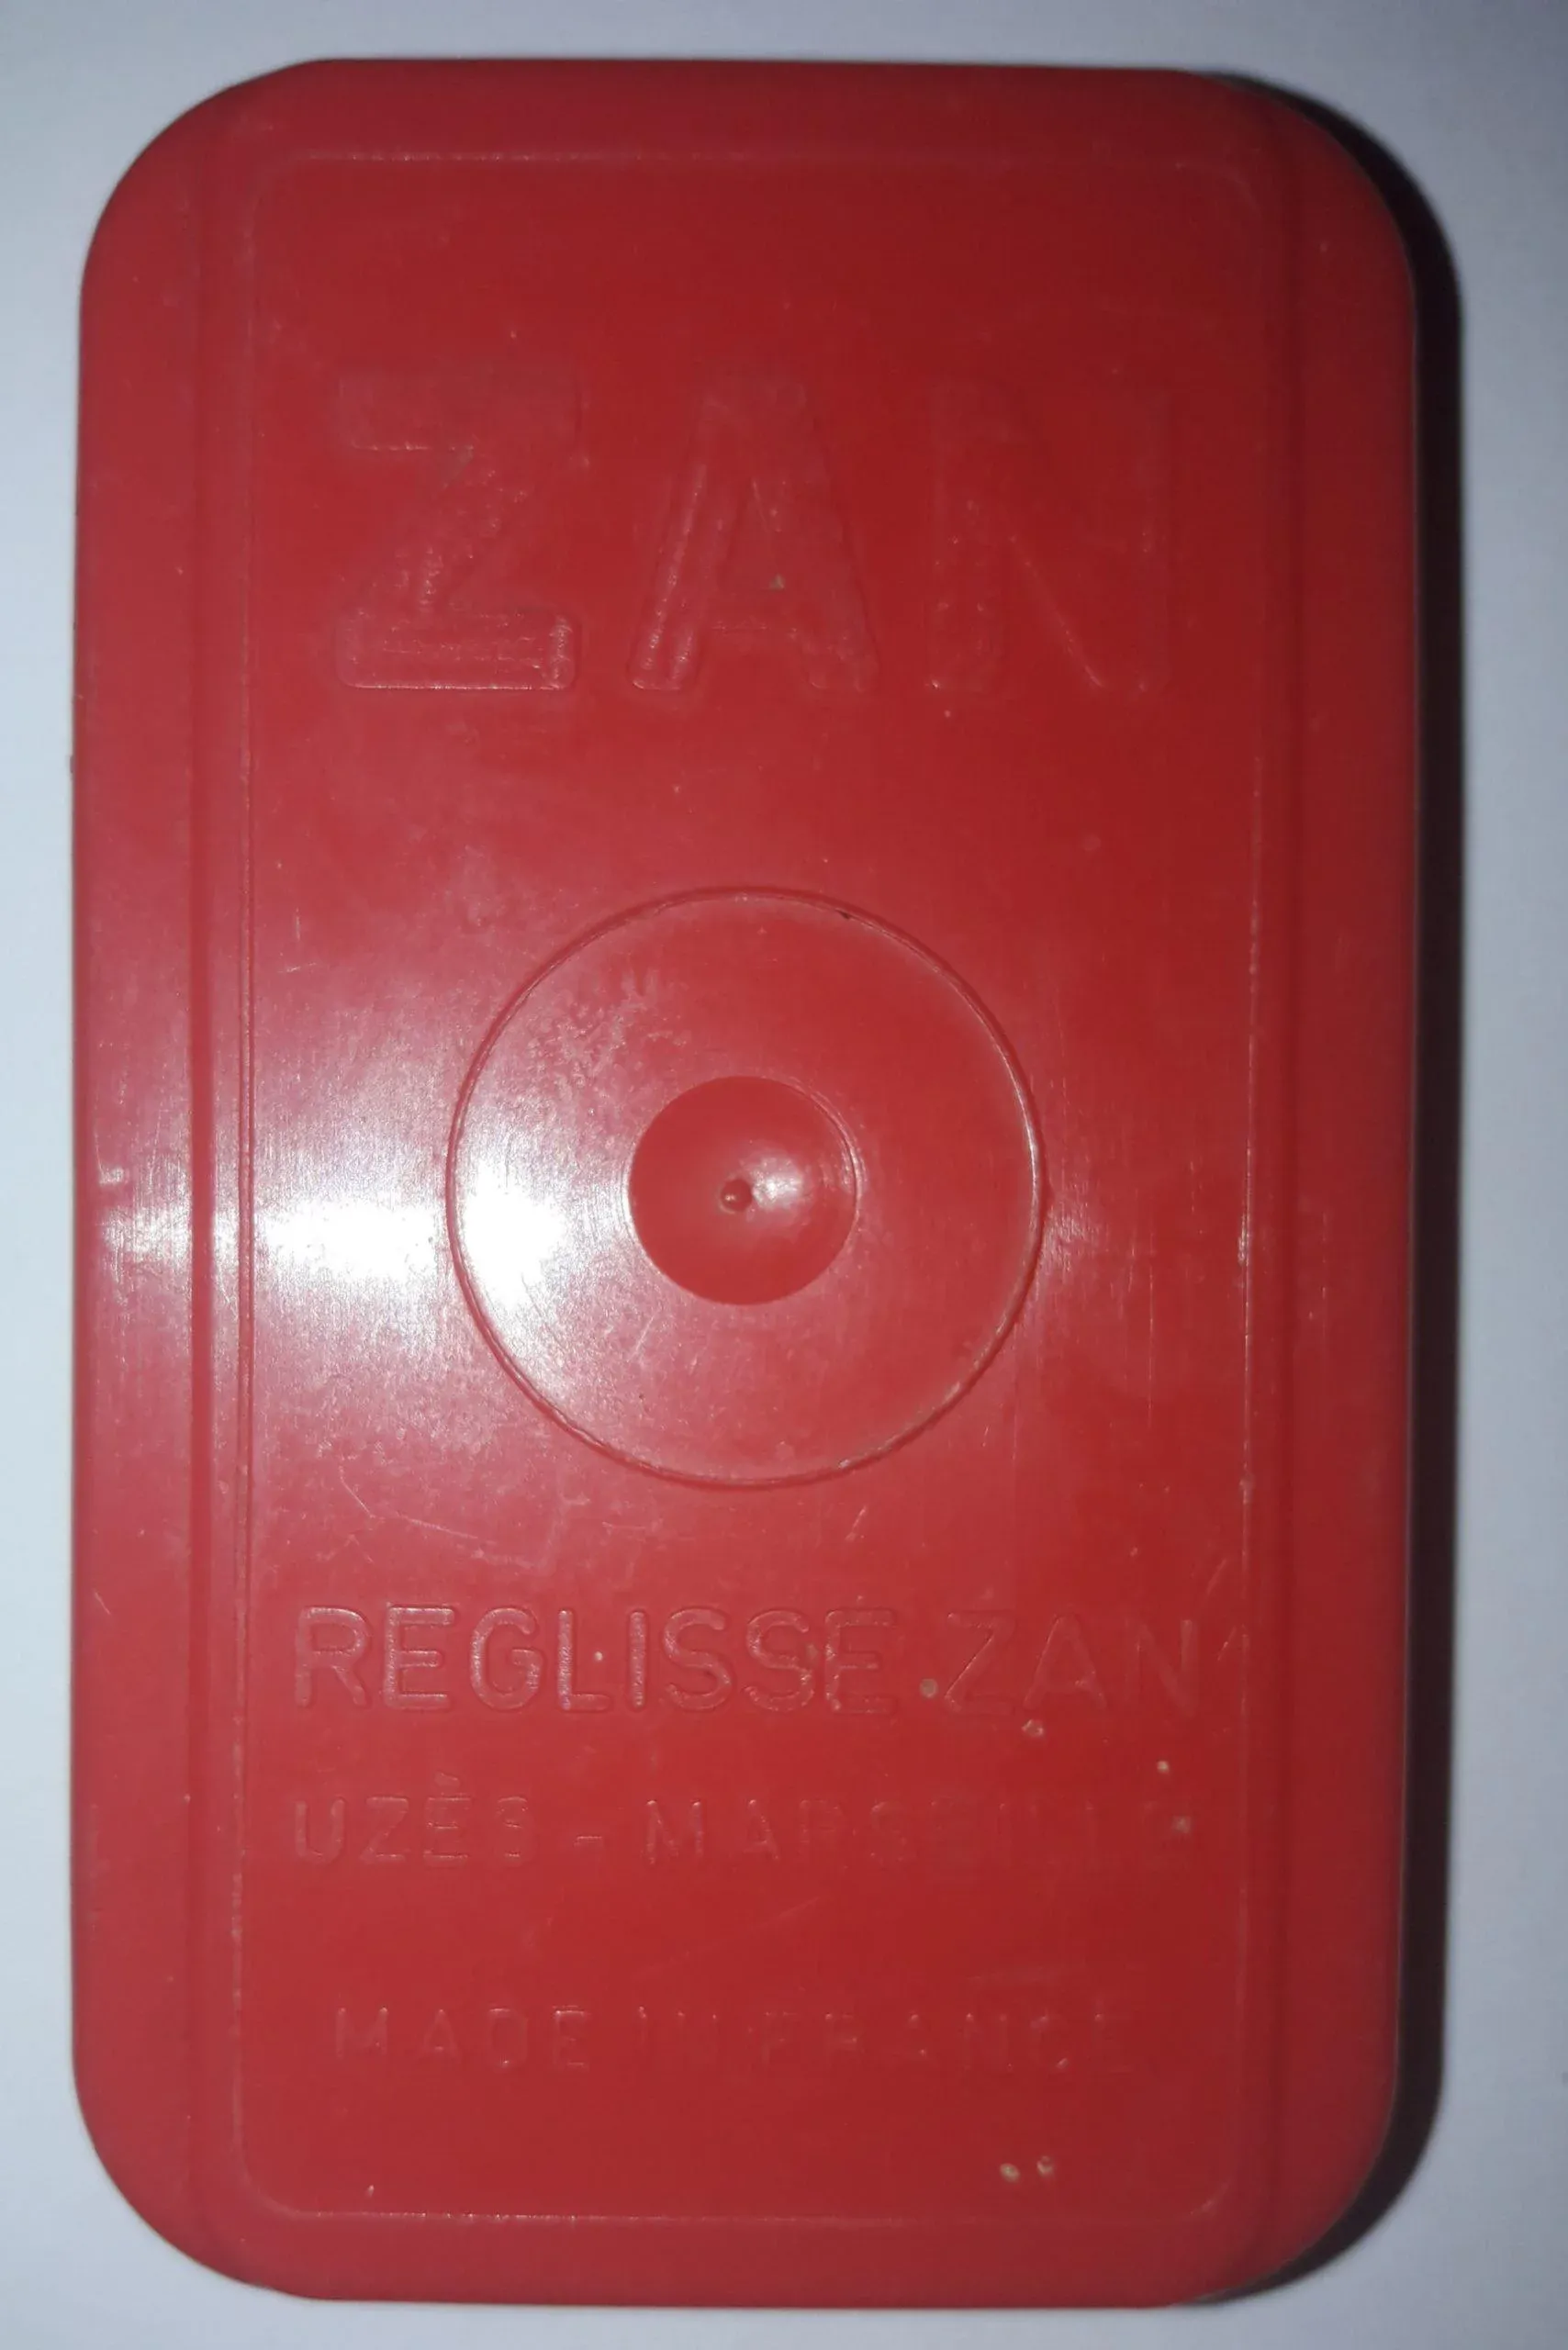 ZAN
REGLISSE ZAN
UZÈS - MARSEILLE
MADE IN FRANCE